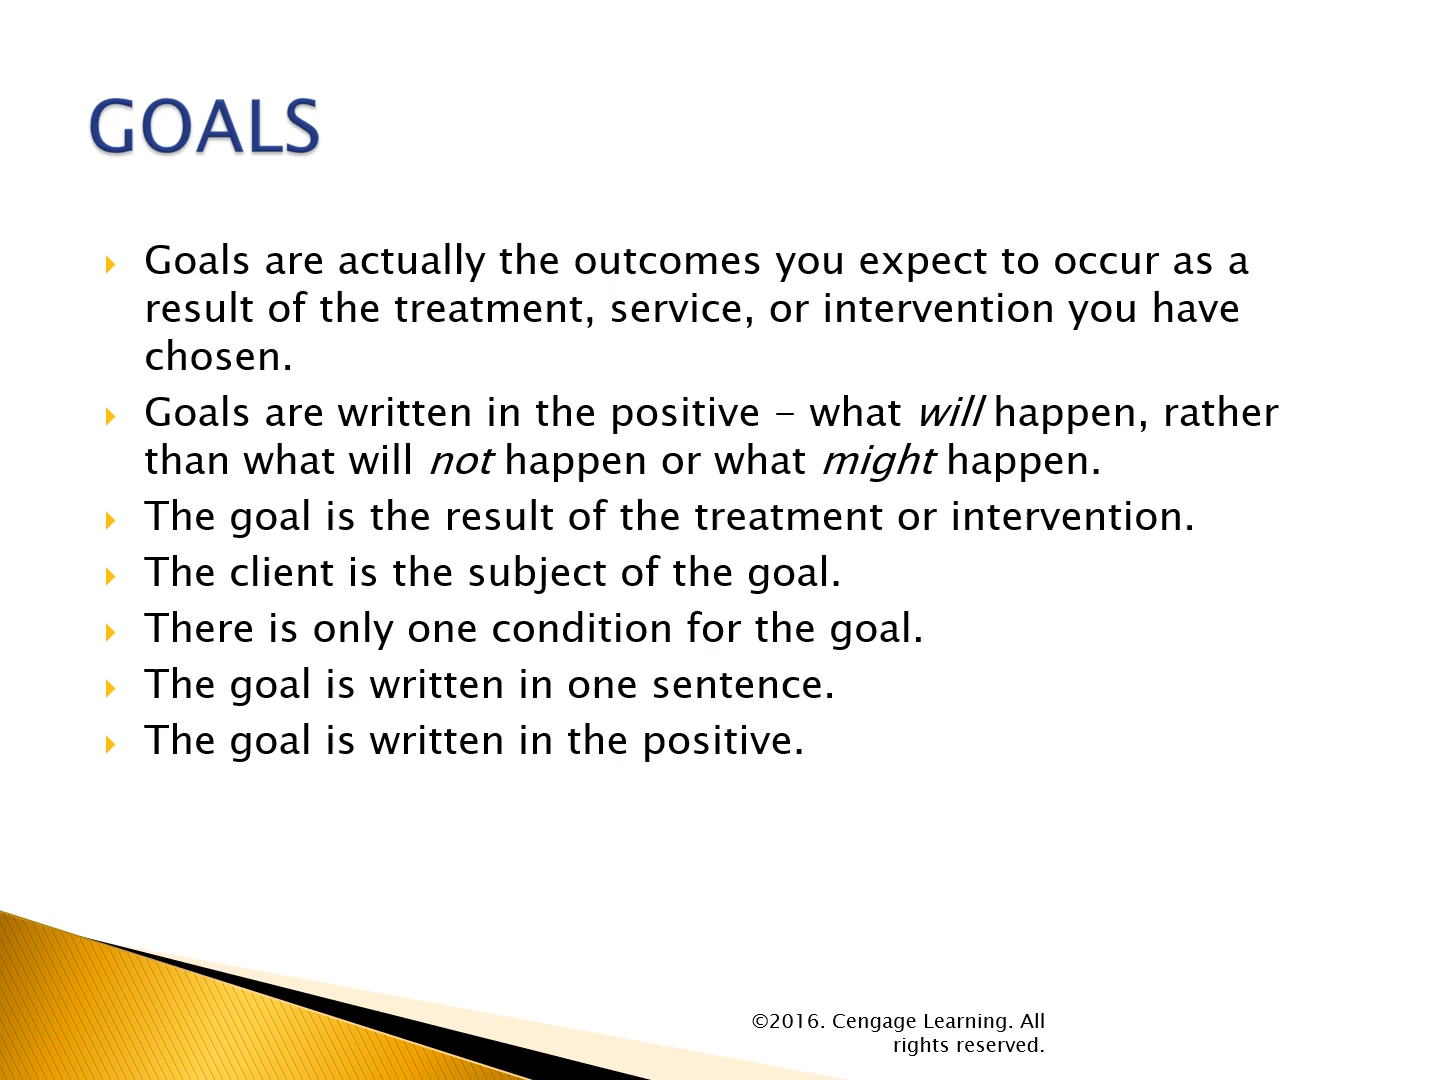 GOALS
Goals are actually the outcomes you expect to occur as a
result of the treatment, service, or intervention you have
chosen.
Goals are written in the positive – what will happen, rather
than what will not happen or what might happen.
The goal is the result of the treatment or intervention.
The client is the subject of the goal.
There is only one condition for the goal.
The goal is written in one sentence.
The goal is written in the positive.
©2016. Cengage Learning. All
rights reserved.